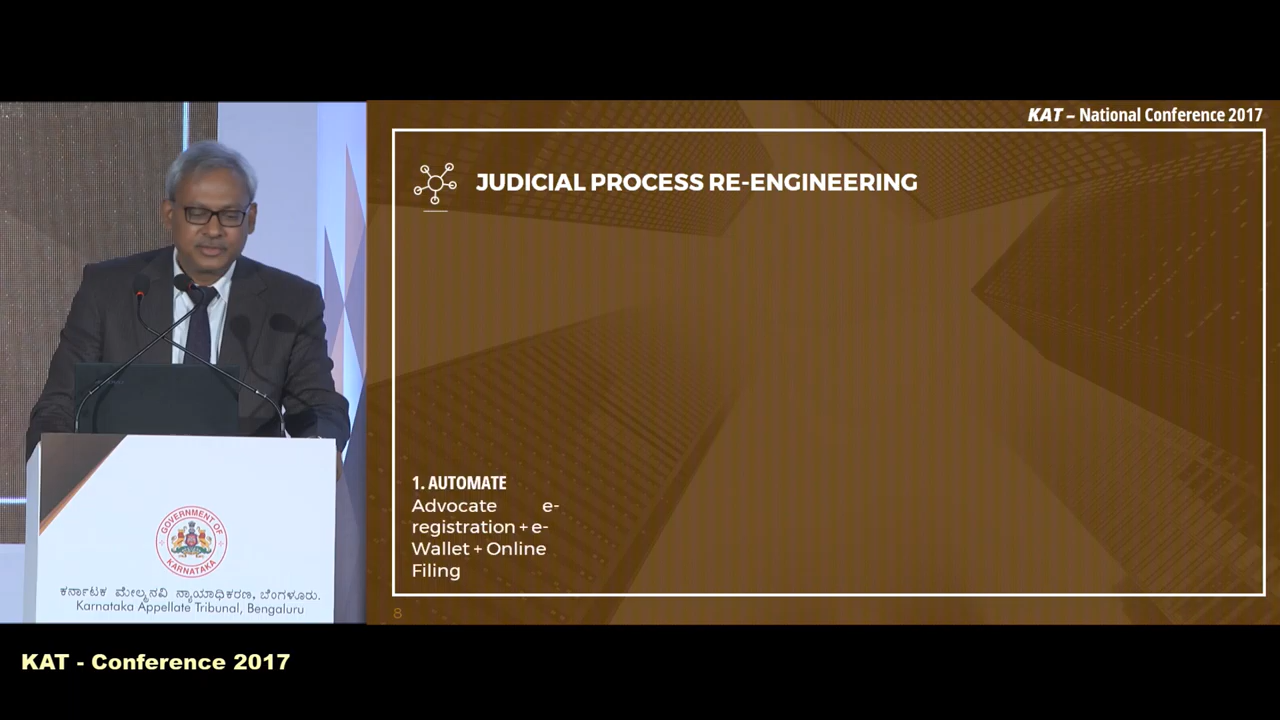 KAT – National Conference 2017
JUDICIAL PROCESS RE-ENGINEERING
1. AUTOMATE
Advocate e-
registration + e-
Wallet + Online
Filing
8
GOVERNMENT OF
KARNATAKA
ಕರ್ನಾಟಕ ಮೇಲ್ಮನವಿ ನ್ಯಾಯಾಧಿಕರಣ, ಬೆಂಗಳೂರು.
Karnataka Appellate Tribunal, Bengaluru
KAT - Conference 2017